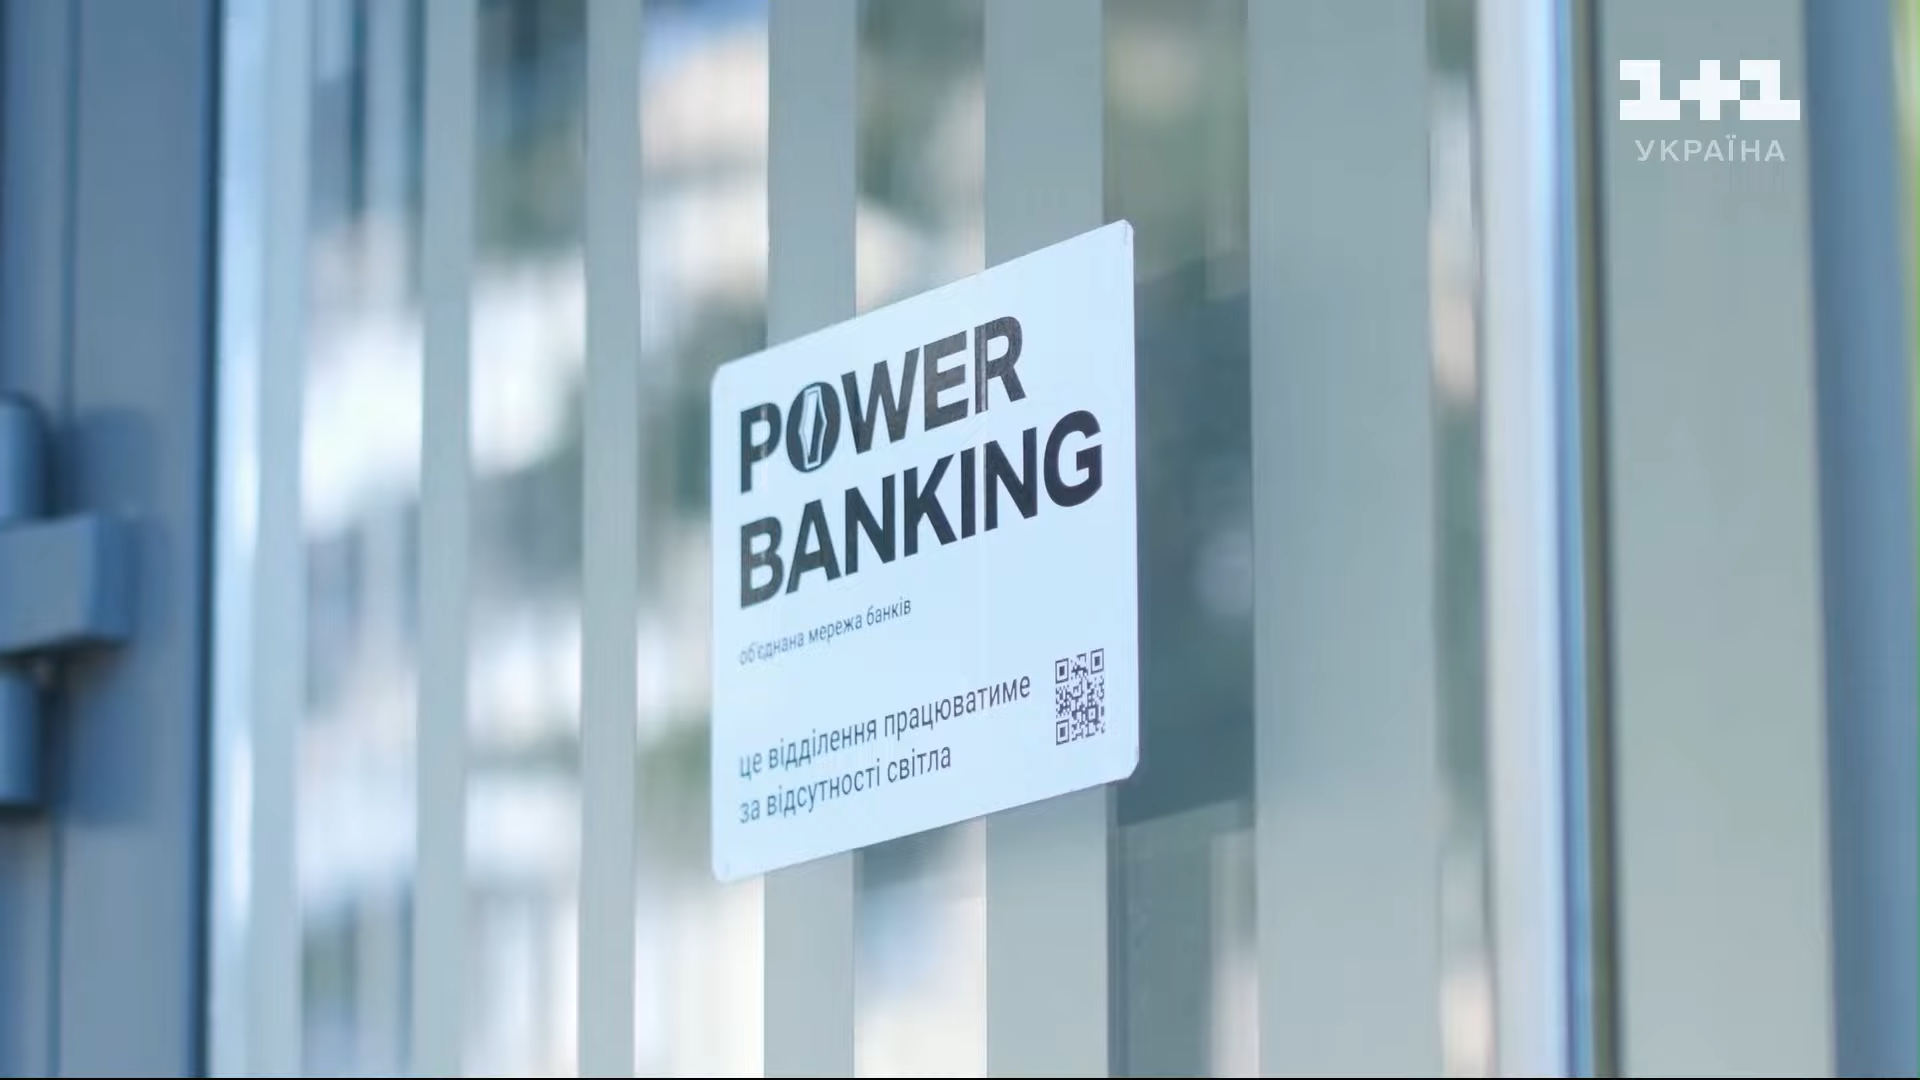 1+1
УКРАЇНА
POWER
BANKING
об'єднана мережа банків
це відділення працюватиме
за відсутності світла